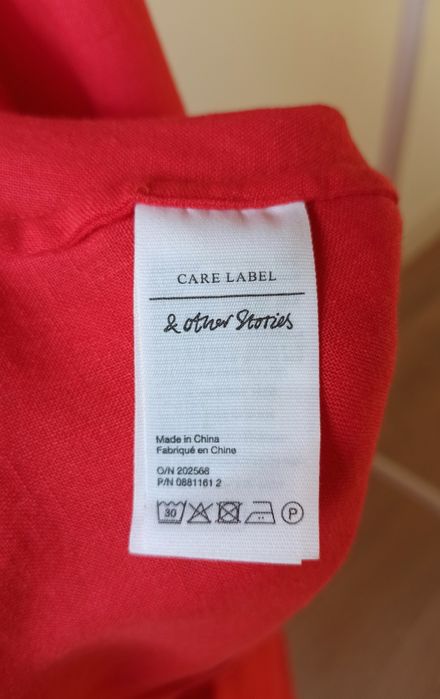 CARE LABEL
& other Stories
Made in China
Fabriqué en Chine
O/N 202568
P/N 0881161 2
30 P